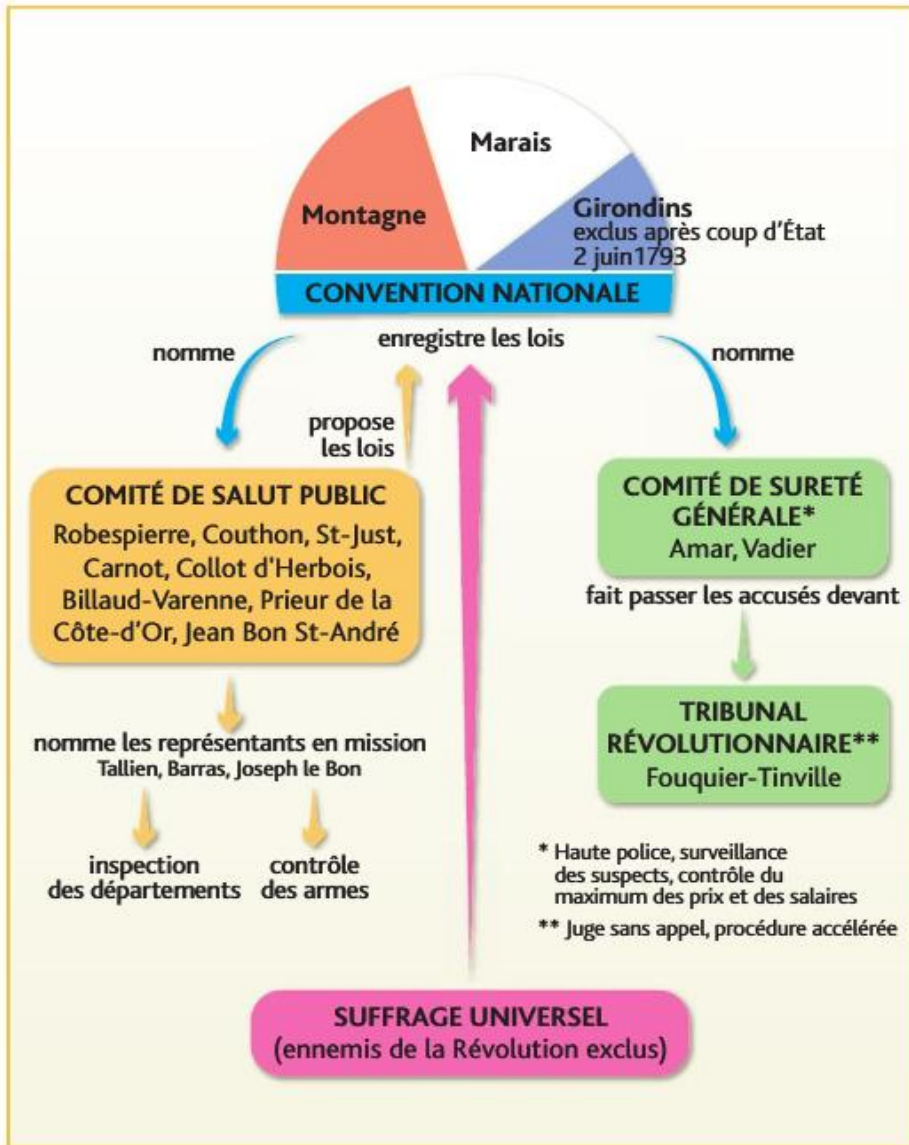 Marais
Montagne
Girondins
exclus après coup d'État
2 juin1793
CONVENTION NATIONALE
enregistre les lois
nomme
nomme
propose
les lois
COMITÉ DE SALUT PUBLIC
Robespierre, Couthon, St-Just,
Carnot, Collot d'Herbois,
Billaud-Varenne, Prieur de la
Côte-d'Or, Jean Bon St-André
nomme les représentants en mission
Tallien, Barras, Joseph le Bon
inspection
des départements
contrôle
des armes
COMITÉ DE SURETÉ
GÉNÉRALE*
Amar, Vadier
fait passer les accusés devant
TRIBUNAL
RÉVOLUTIONNAIRE**
Fouquier-Tinville
* Haute police, surveillance
des suspects, contrôle du
maximum des prix et des salaires
** Juge sans appel, procédure accélérée
SUFFRAGE UNIVERSEL
(ennemis de la Révolution exclus)